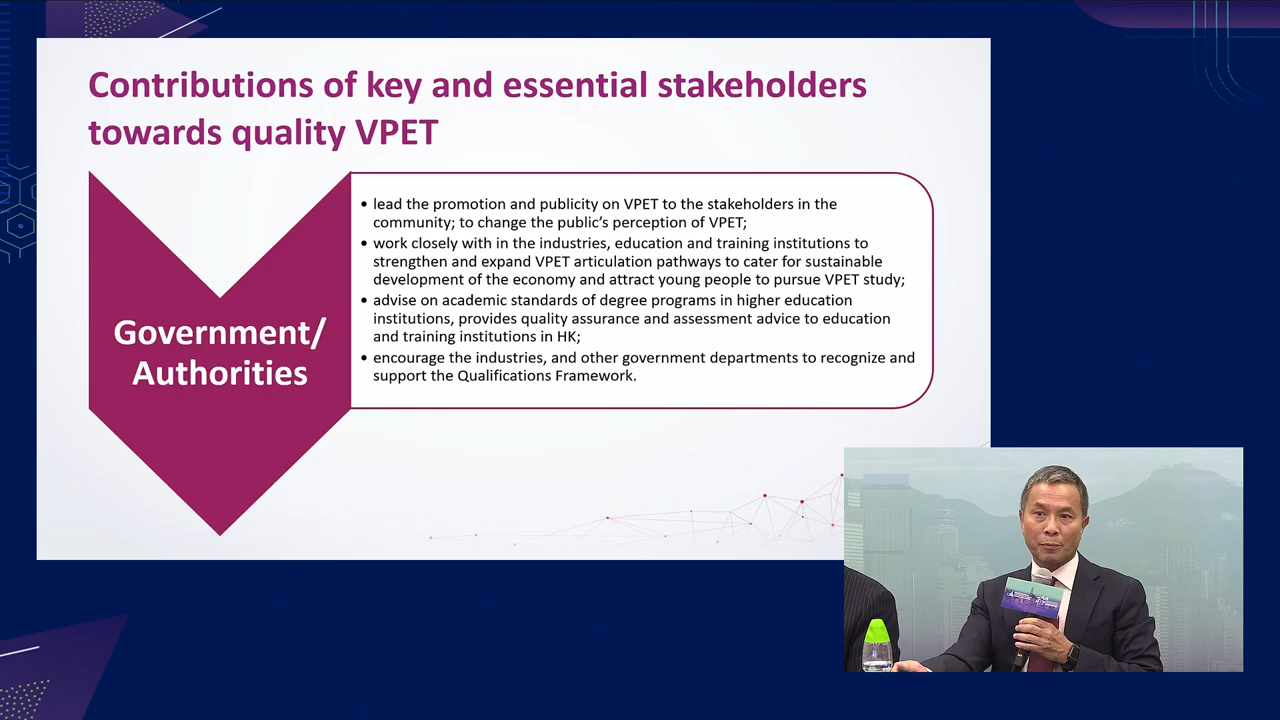 Contributions of key and essential stakeholders
towards quality VPET
Government/
Authorities
• lead the promotion and publicity on VPET to the stakeholders in the
community; to change the public’s perception of VPET;
• work closely with in the industries, education and training institutions to
strengthen and expand VPET articulation pathways to cater for sustainable
development of the economy and attract young people to pursue VPET study;
• advise on academic standards of degree programs in higher education
institutions, provides quality assurance and assessment advice to education
and training institutions in HK;
• encourage the industries, and other government departments to recognize and
support the Qualifications Framework.